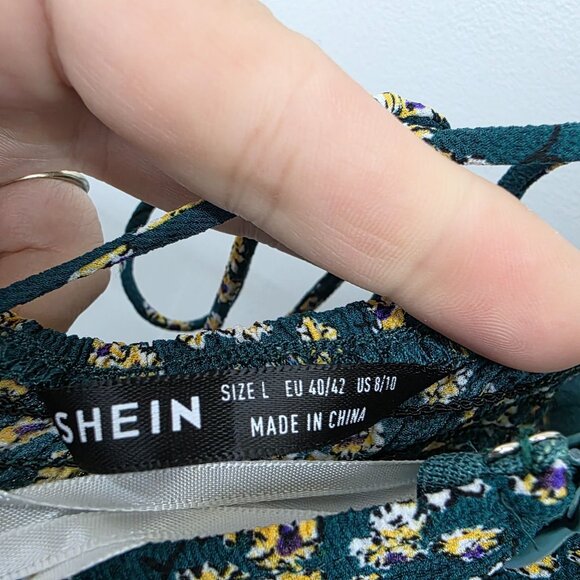 SHEIN
SIZE L EU 40/42 US 8/10
MADE IN CHINA